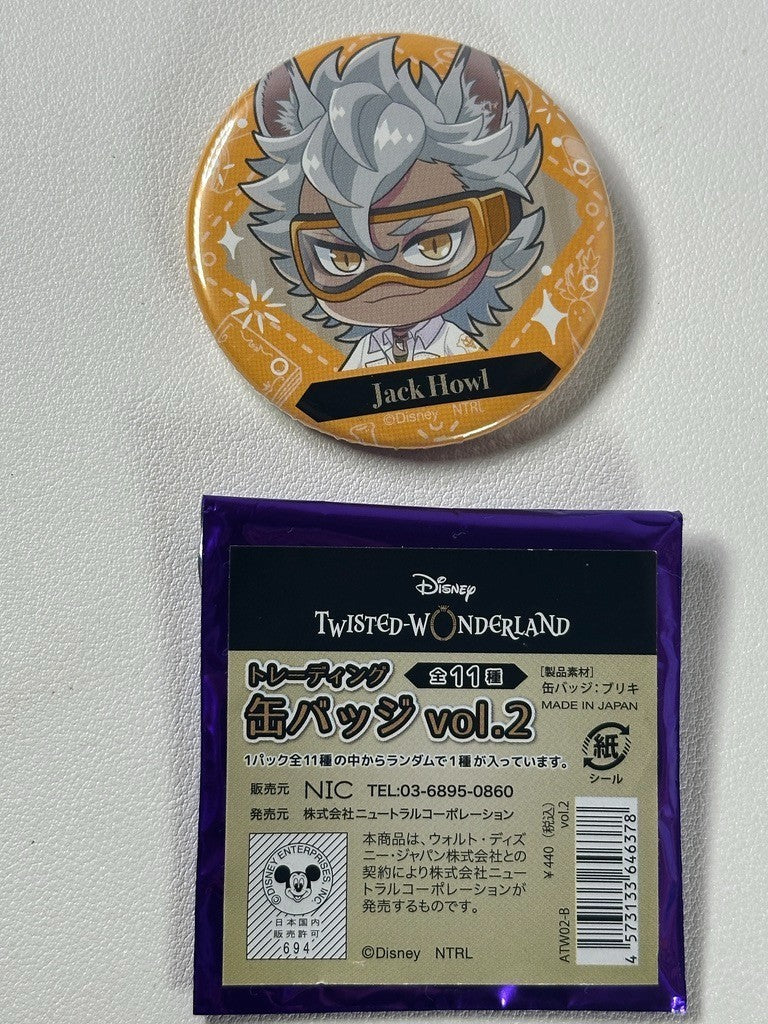 Jack Howl
©Disney NTRL
Disney
TWISTED-WONDERLAND
トレーディング
全11種
缶バッジ vol.2
[製品素材]
缶バッジ：ブリキ
MADE IN JAPAN
紙
シール
1パック全11種の中からランダムで1種が入っています。
販売元 NIC TEL:03-6895-0860
発売元 株式会社ニュートラルコーポレーション
©DISNEY ENTERPRISES, INC.
日本国内
販売許可
694
本商品は、ウォルト・ディズ
ニー・ジャパン株式会社との
契約により株式会社ニュー
トラルコーポレーションが
発売するものです。
©Disney NTRL
ATW02-B
¥440 (税込)
vol.2
4 573133 646378